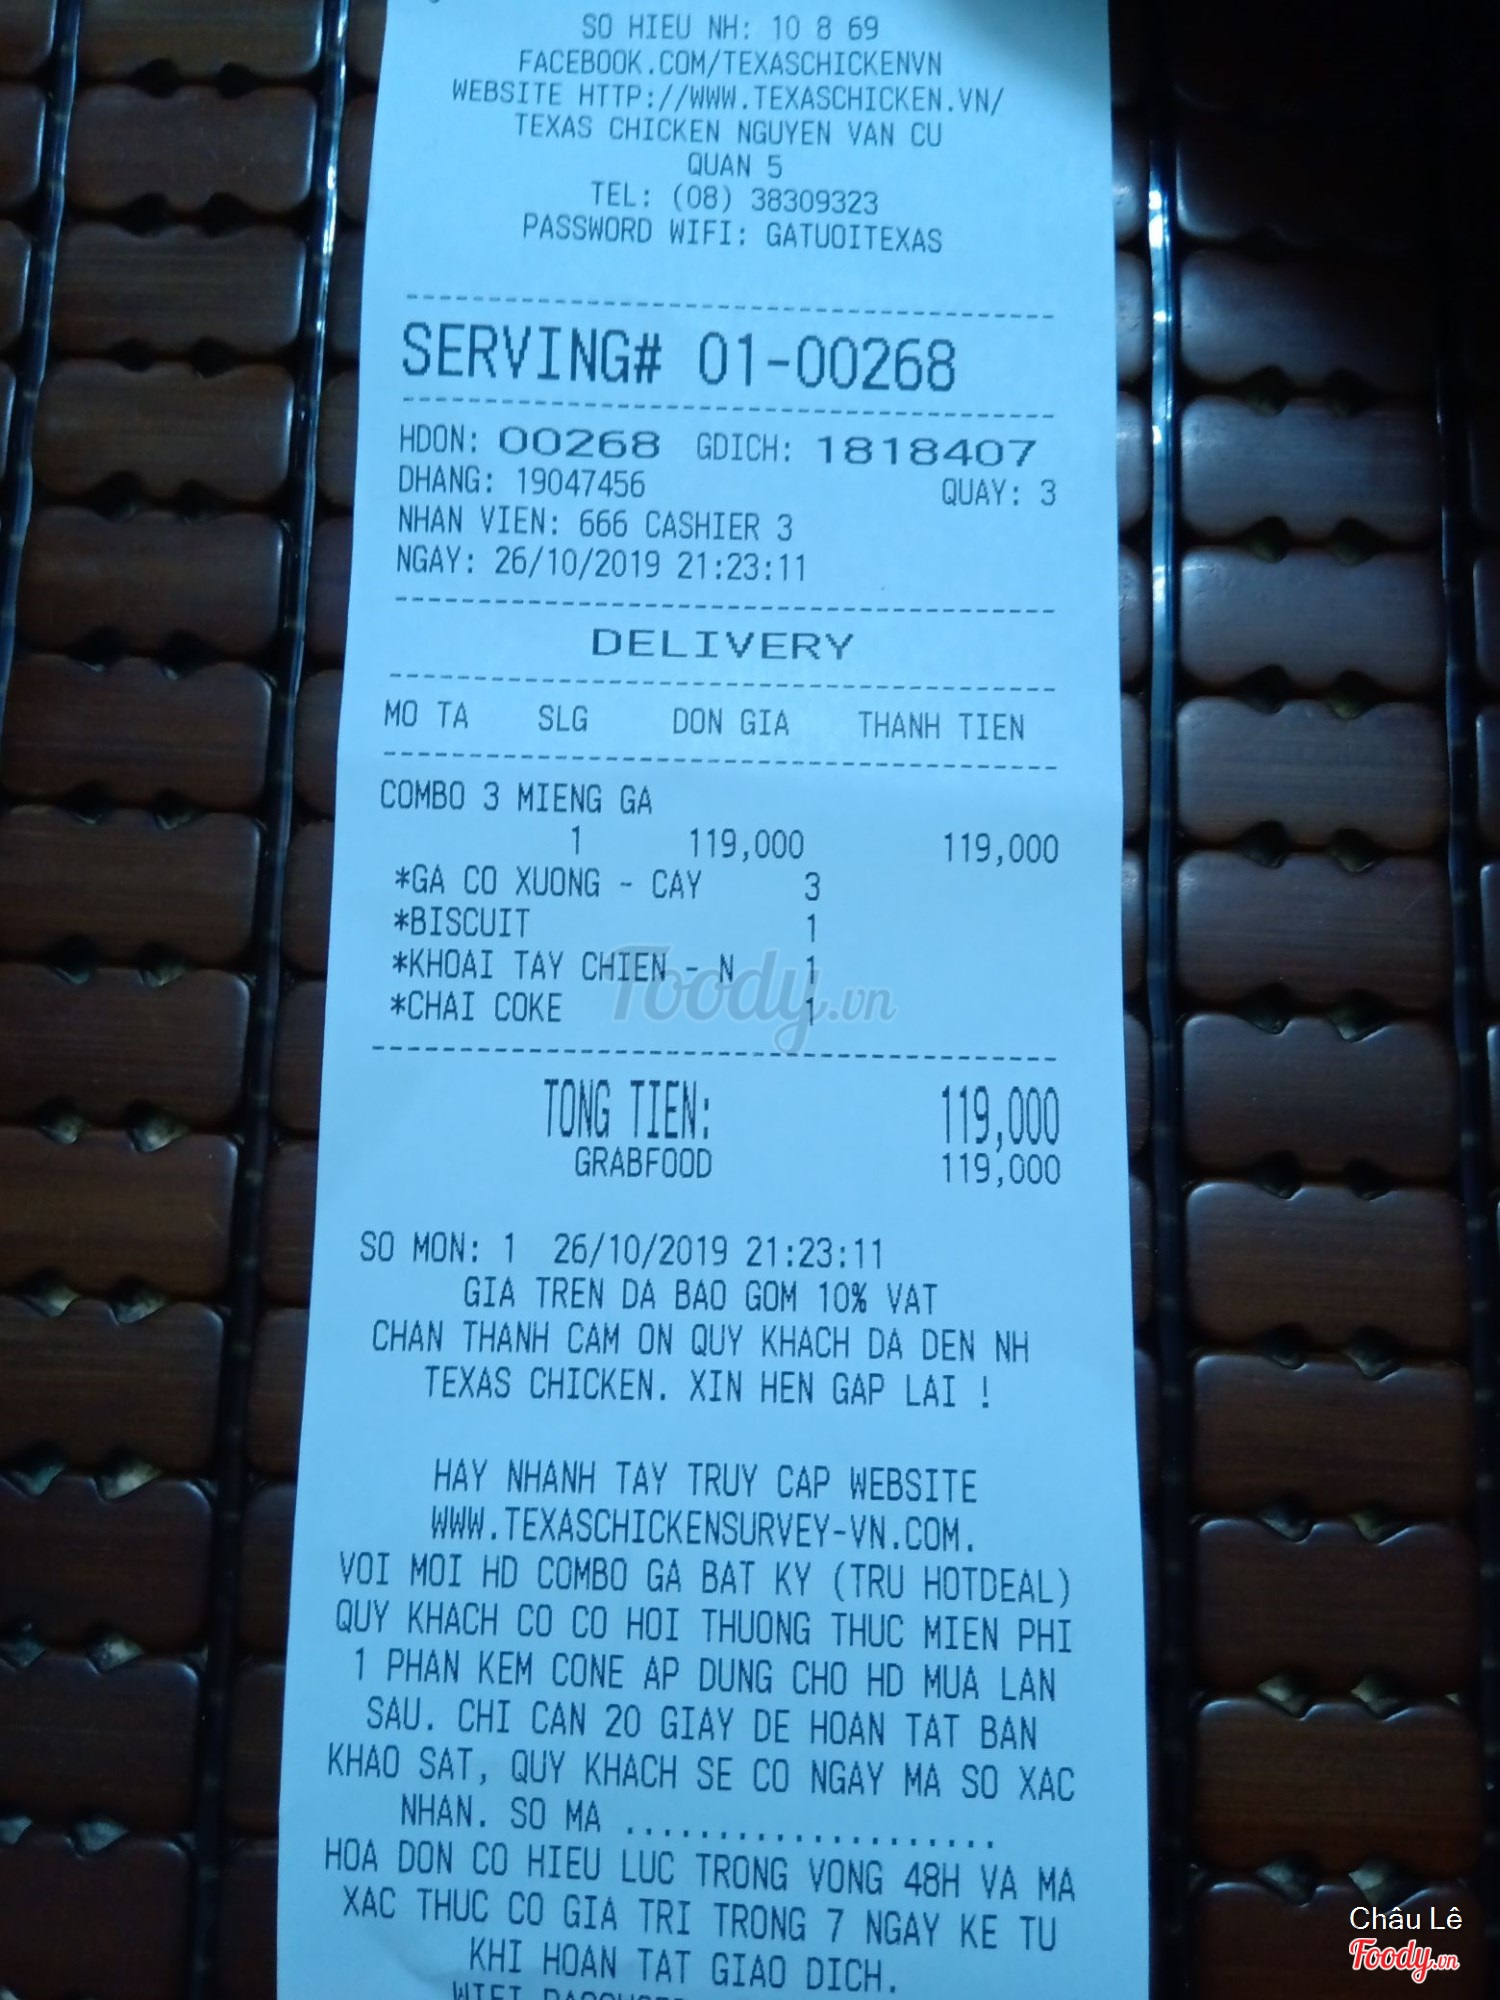 SO HIEU NH: 10 8 69
FACEBOOK.COM/TEXASCHICKENVN
WEBSITE HTTP://WWW.TEXASCHICKEN.VN/
TEXAS CHICKEN NGUYEN VAN CU
QUAN 5
TEL: (08) 38309323
PASSWORD WIFI: GATUOITEXAS
SERVING# 01-00268
HDON: 00268 GDICH: 1818407
DHANG: 19047456 QUAY: 3
NHAN VIEN: 666 CASHIER 3
NGAY: 26/10/2019 21:23:11
DELIVERY
MO TA SLG DON GIA THANH TIEN
COMBO 3 MIENG GA
1 119,000 119,000
*GA CO XUONG - CAY 3
*BISCUIT 1
*KHOAI TAY CHIEN - N 1
*CHAI COKE 1
Foody.vn
TONG TIEN: 119,000
GRABFOOD 119,000
SO MON: 1 26/10/2019 21:23:11
GIA TREN DA BAO GOM 10% VAT
CHAN THANH CAM ON QUY KHACH DA DEN NH
TEXAS CHICKEN. XIN HEN GAP LAI !
HAY NHANH TAY TRUY CAP WEBSITE
WWW.TEXASCHICKENSURVEY-VN.COM.
VOI MOI HD COMBO GA BAT KY (TRU HOTDEAL)
QUY KHACH CO CO HOI THUONG THUC MIEN PHI
1 PHAN KEM CONE AP DUNG CHO HD MUA LAN
SAU. CHI CAN 20 GIAY DE HOAN TAT BAN
KHAO SAT, QUY KHACH SE CO NGAY MA SO XAC
NHAN. SO MA ....................
HOA DON CO HIEU LUC TRONG VONG 48H VA MA
XAC THUC CO GIA TRI TRONG 7 NGAY KE TU
KHI HOAN TAT GIAO DICH.
WIFI
Châu Lê
Foody.vn